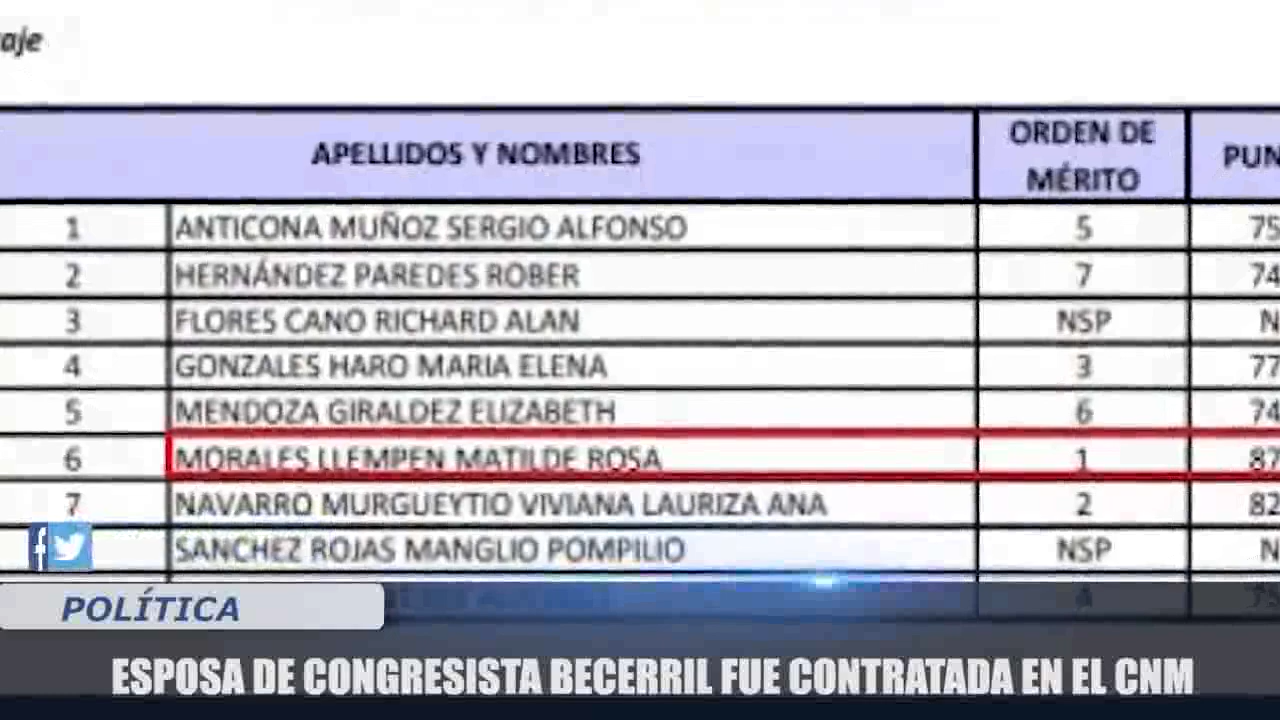 aje
APELLIDOS Y NOMBRES ORDEN DE MÉRITO PUN
1 ANTICONA MUÑOZ SERGIO ALFONSO 5 75
2 HERNÁNDEZ PAREDES ROBER 7 74
3 FLORES CANO RICHARD ALAN NSP N
4 GONZALES HARO MARIA ELENA 3 77
5 MENDOZA GIRALDEZ ELIZABETH 6 74
6 MORALES LLEMPEN MATILDE ROSA 1 87
7 NAVARRO MURGUEYTIO VIVIANA LAURIZA ANA 2 82
SANCHEZ ROJAS MANGLIO POMPILIO NSP N
4 75
POLÍTICA
ESPOSA DE CONGRESISTA BECERRIL FUE CONTRATADA EN EL CNM